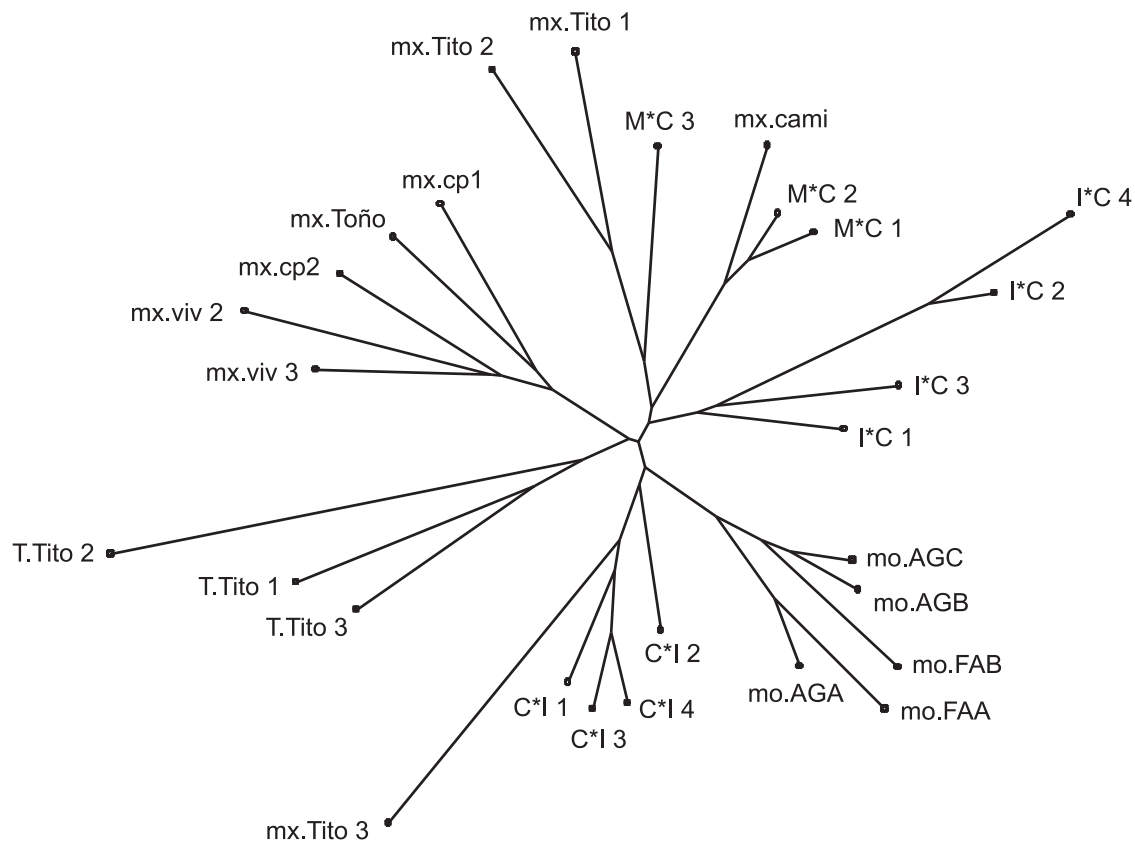 mx.Tito 1
mx.Tito 2
M*C 3
mx.cami
mx.cp1
M*C 2
I*C 4
mx.Toño
M*C 1
mx.cp2
I*C 2
mx.viv 2
mx.viv 3
I*C 3
I*C 1
T.Tito 2
mo.AGC
T.Tito 1
mo.AGB
T.Tito 3
C*I 2
mo.FAB
mo.AGA
C*I 1
C*I 4
mo.FAA
C*I 3
mx.Tito 3